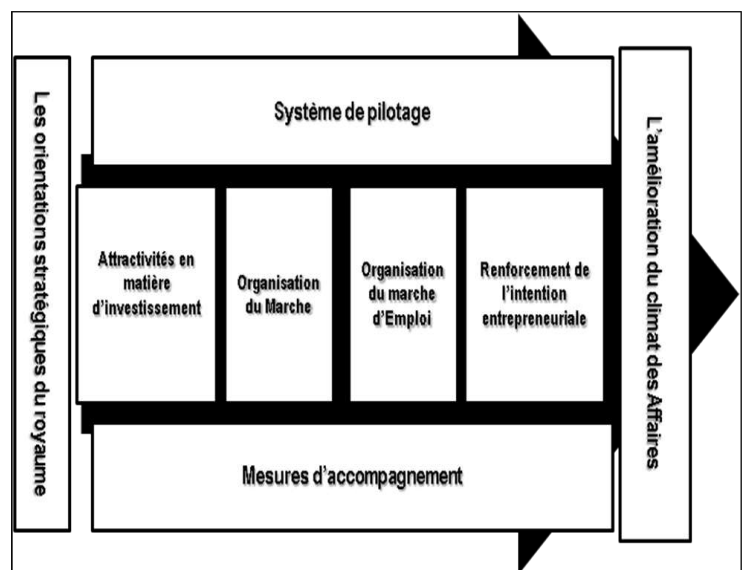 Les orientations stratégiques du royaume
Système de pilotage
Attractivités en
matière
d'investissement
Organisation
du Marche
Organisation
du marche
d'Emploi
Renforcement de
l'intention
entrepreneuriale
Mesures d'accompagnement
L'amélioration du climat des Affaires